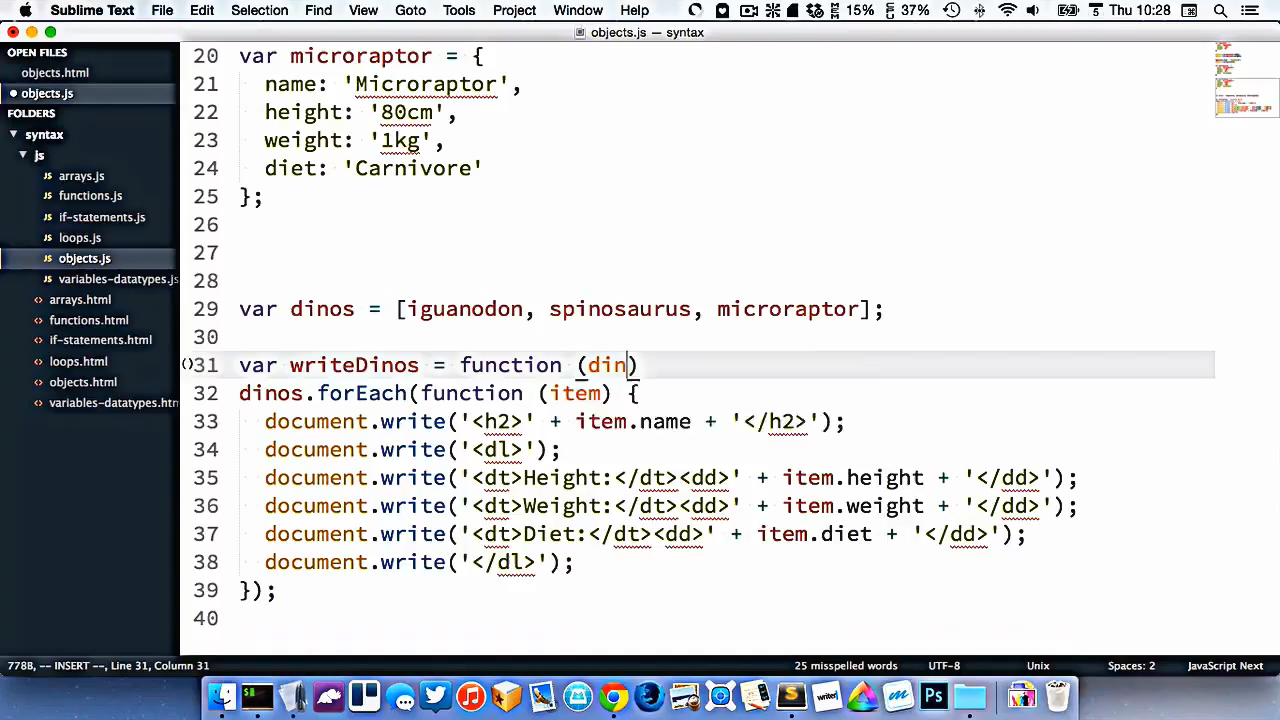 Sublime Text File Edit Selection Find View Goto Tools Project Window Help 15% 37% 5 Thu 10:28
objects.js — syntax
OPEN FILES
objects.html
objects.js
FOLDERS
syntax
js
arrays.js
functions.js
if-statements.js
loops.js
objects.js
variables-datatypes.js
arrays.html
functions.html
if-statements.html
loops.html
objects.html
variables-datatypes.htm
20 var microraptor = {
21 name: 'Microraptor',
22 height: '80cm',
23 weight: '1kg',
24 diet: 'Carnivore'
25 };
26
27
28
29 var dinos = [iguanodon, spinosaurus, microraptor];
30
31 var writeDinos = function (din)
32 dinos.forEach(function (item) {
33 document.write('<h2>' + item.name + '</h2>');
34 document.write('<dl>');
35 document.write('<dt>Height:</dt><dd>' + item.height + '</dd>');
36 document.write('<dt>Weight:</dt><dd>' + item.weight + '</dd>');
37 document.write('<dt>Diet:</dt><dd>' + item.diet + '</dd>');
38 document.write('</dl>');
39 });
40
778B, -- INSERT --, Line 31, Column 31 25 misspelled words UTF-8 Unix Spaces: 2 JavaScript Next